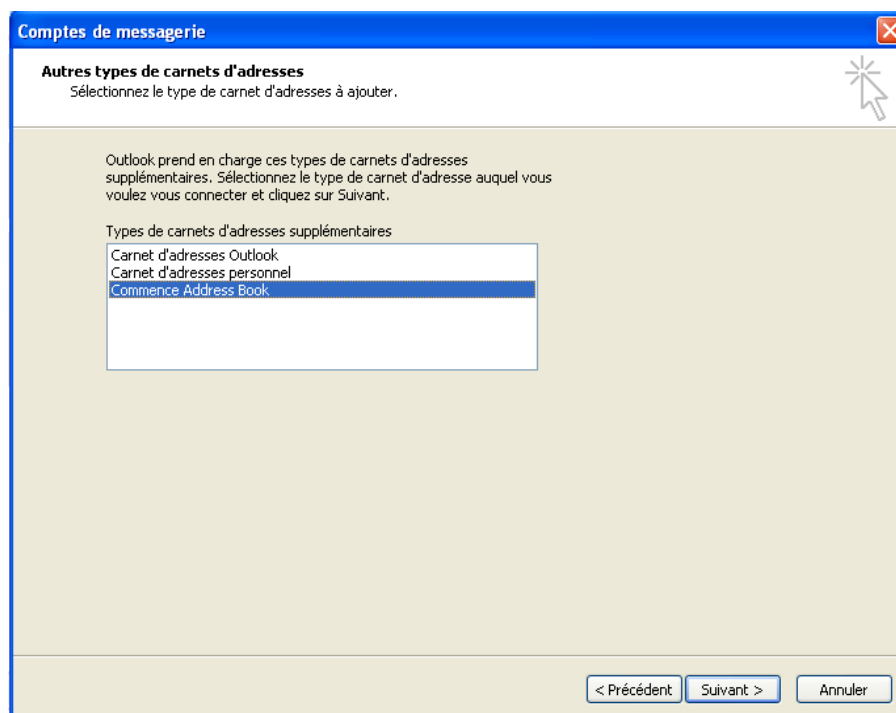 Comptes de messagerie
Autres types de carnets d'adresses
Sélectionnez le type de carnet d'adresses à ajouter.
Outlook prend en charge ces types de carnets d'adresses
supplémentaires. Sélectionnez le type de carnet d'adresse auquel vous
voulez vous connecter et cliquez sur Suivant.
Types de carnets d'adresses supplémentaires
Carnet d'adresses Outlook
Carnet d'adresses personnel
Commence Address Book
< Précédent Suivant > Annuler